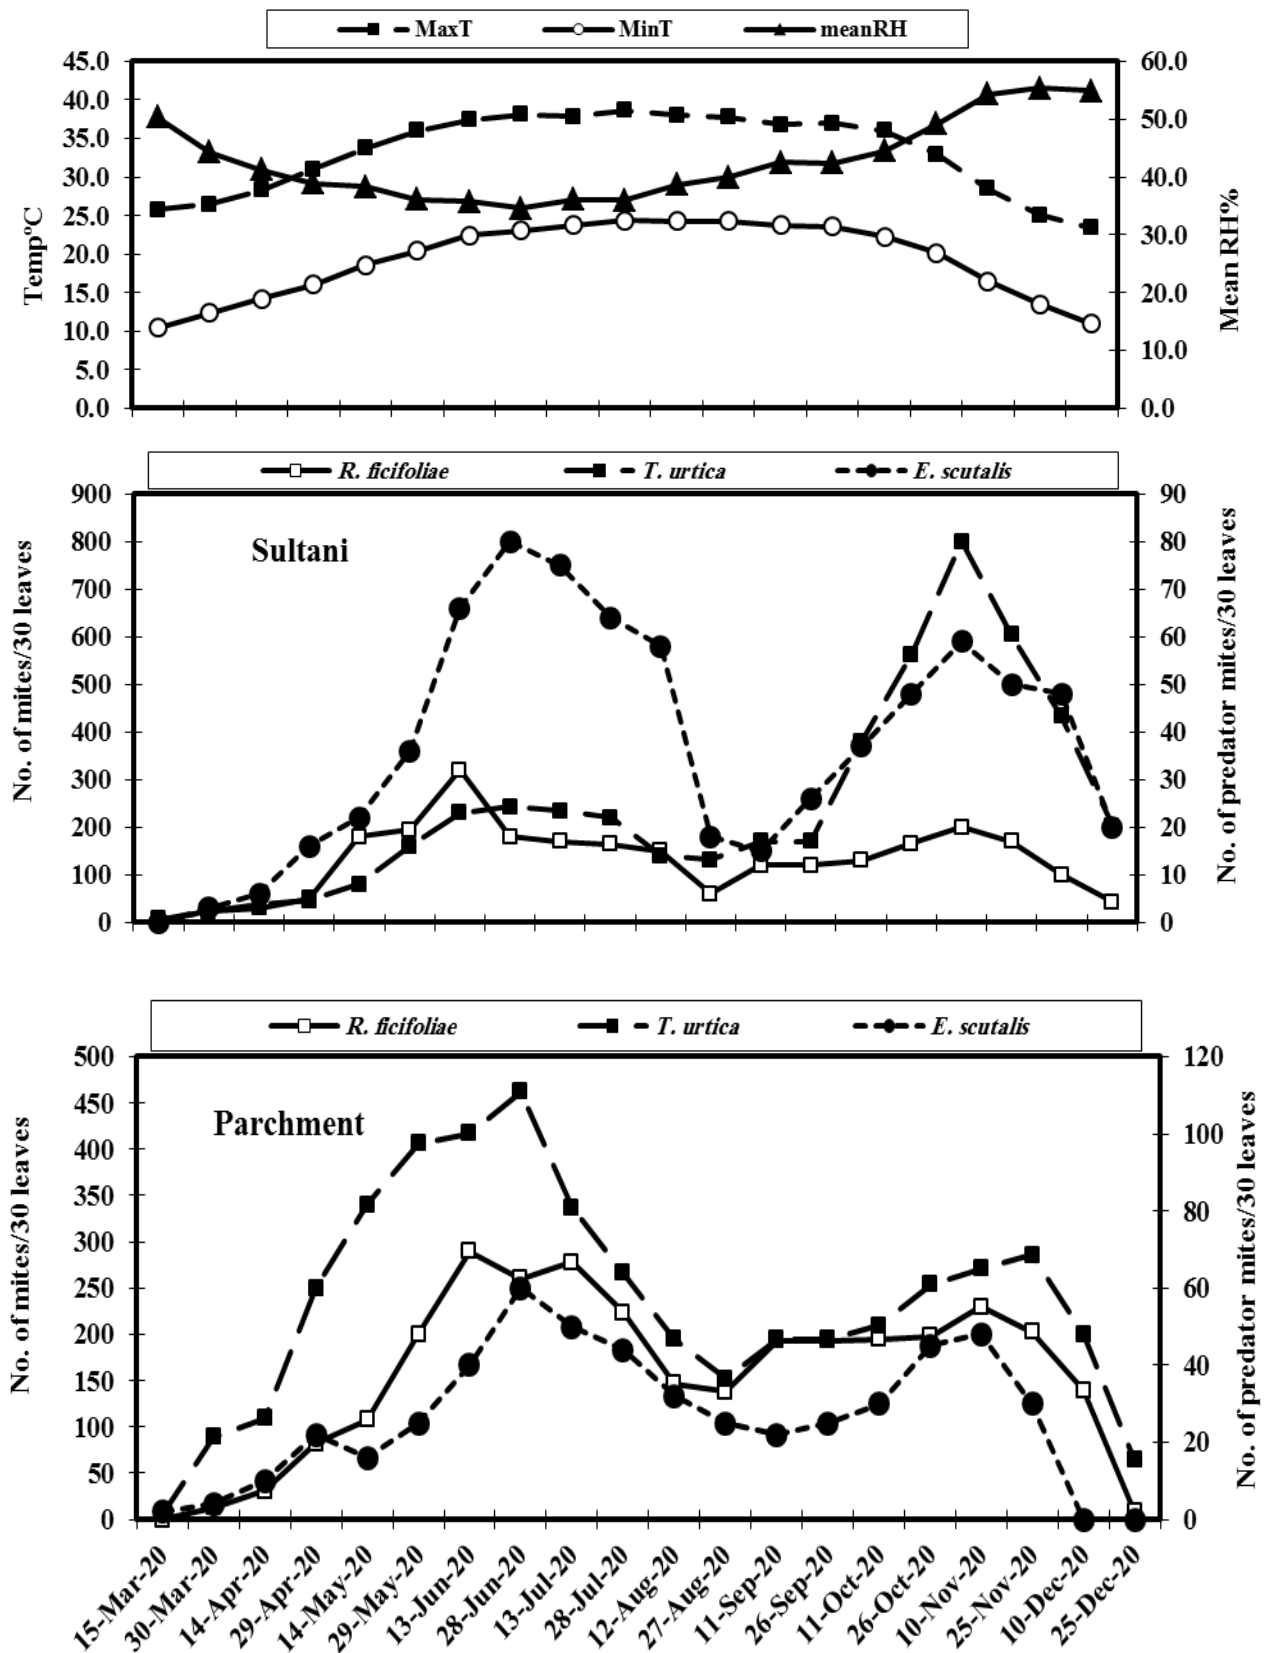 MaxT MinT meanRH
45.0 60.0
40.0 50.0
35.0
30.0 40.0
25.0 30.0
20.0
15.0 20.0
10.0 10.0
5.0
0.0 0.0
TempºC
Mean RH%
R. ficifoliae T. urtica E. scutalis
Sultani
900 90
800 80
700 70
600 60
500 50
400 40
300 30
200 20
100 10
0 0
No. of mites/30 leaves
No. of predator mites/30 leaves
R. ficifoliae T. urtica E. scutalis
Parchment
500 120
450
400 100
350 80
300
250 60
200
150 40
100 20
50
0 0
No. of mites/30 leaves
No. of predator mites/30 leaves
15-Mar-20
30-Mar-20
14-Apr-20
29-Apr-20
14-May-20
29-May-20
13-Jun-20
28-Jun-20
13-Jul-20
28-Jul-20
12-Aug-20
27-Aug-20
11-Sep-20
26-Sep-20
11-Oct-20
26-Oct-20
10-Nov-20
25-Nov-20
10-Dec-20
25-Dec-20